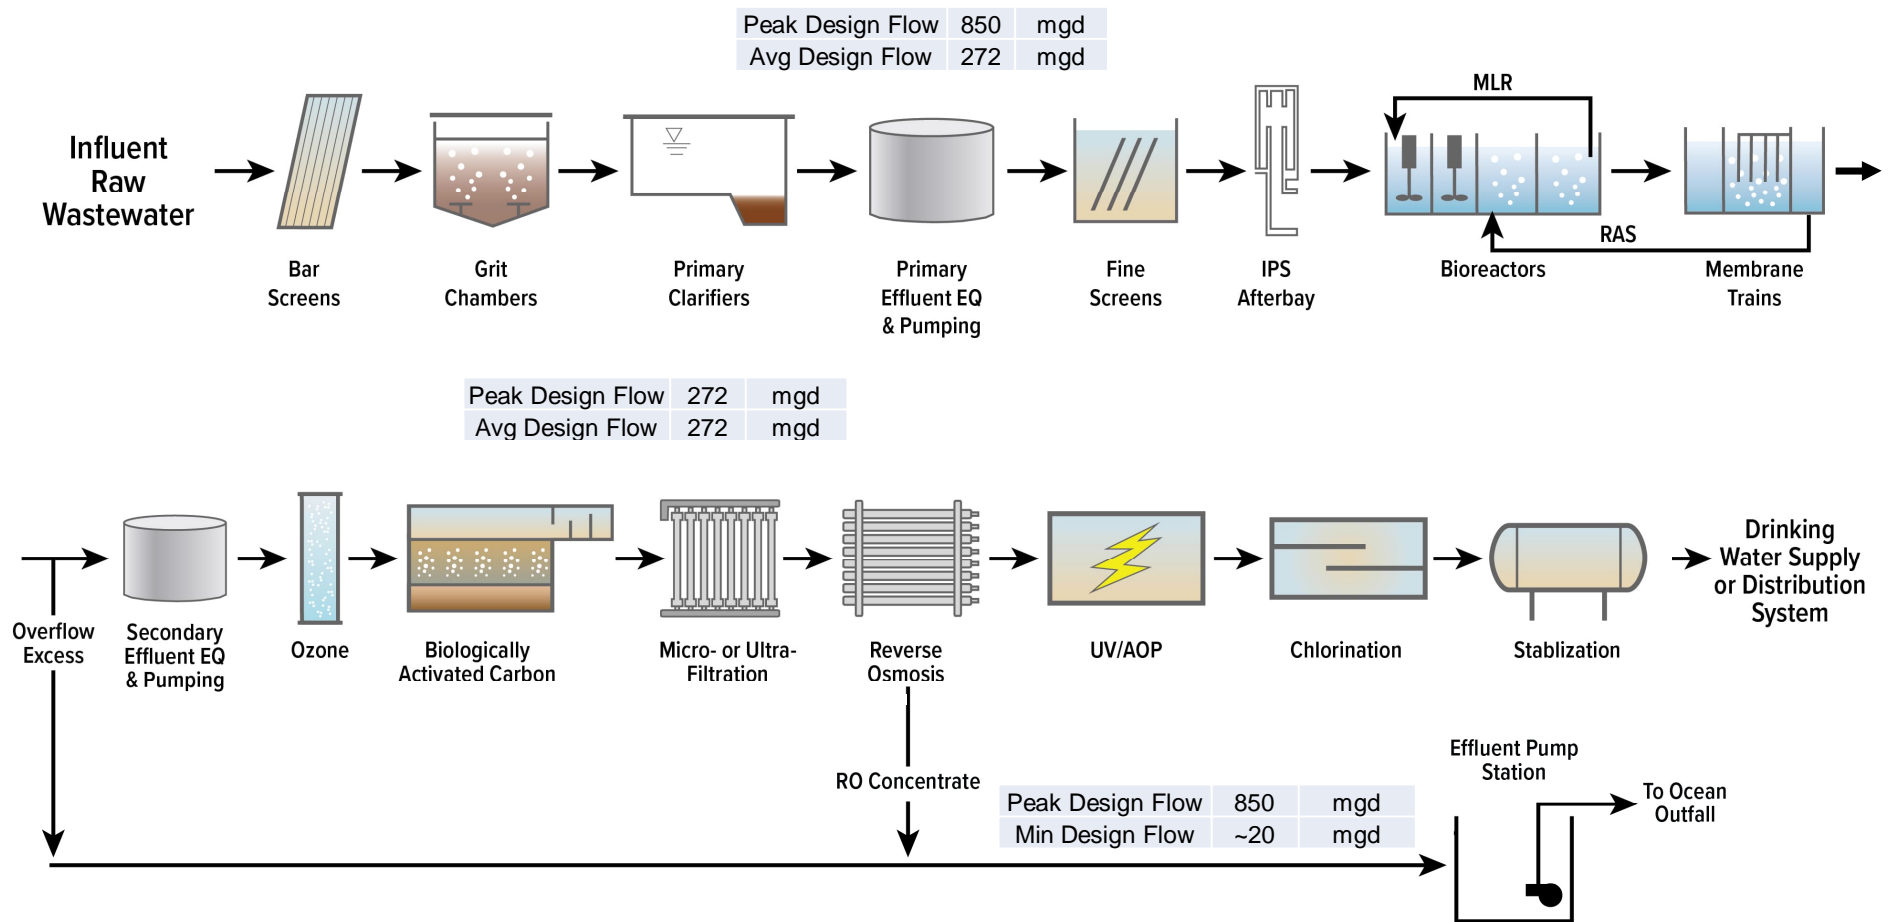 Peak Design Flow 850 mgd
Avg Design Flow 272 mgd
MLR
Influent
Raw
Wastewater
RAS
Bar
Screens
Grit
Chambers
Primary
Clarifiers
Primary
Effluent EQ
& Pumping
Fine
Screens
IPS
Afterbay
Bioreactors
Membrane
Trains
Peak Design Flow 272 mgd
Avg Design Flow 272 mgd
Overflow
Excess
Secondary
Effluent EQ
& Pumping
Ozone
Biologically
Activated Carbon
Micro- or Ultra-
Filtration
Reverse
Osmosis
UV/AOP
Chlorination
Stablization
Drinking
Water Supply
or Distribution
System
RO Concentrate
Peak Design Flow 850 mgd
Min Design Flow ~20 mgd
Effluent Pump
Station
To Ocean
Outfall